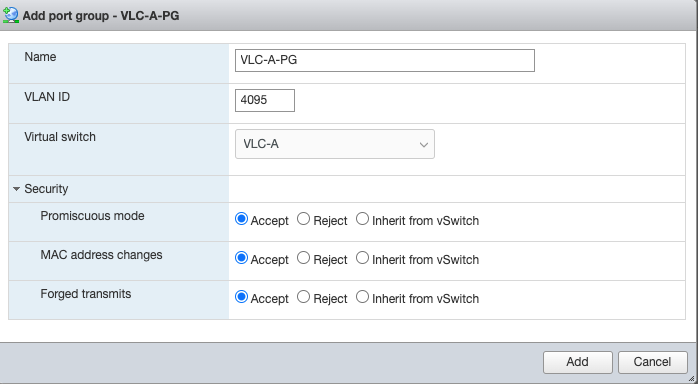 Add port group - VLC-A-PG
Name VLC-A-PG
VLAN ID 4095
Virtual switch VLC-A
Security
Promiscuous mode Accept Reject Inherit from vSwitch
MAC address changes Accept Reject Inherit from vSwitch
Forged transmits Accept Reject Inherit from vSwitch
Add Cancel